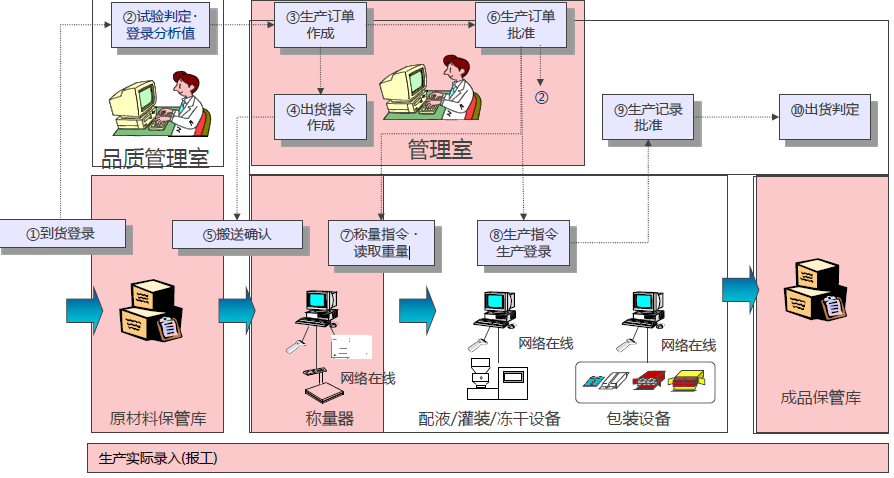 ②试验判定·
登录分析值
③生产订单
作成
⑥生产订单
批准
④出货指令
作成
②
⑨生产记录
批准
⑩出货判定
品质管理室
管理室
①到货登录
⑤搬送确认
⑦称量指令·
读取重量
⑧生产指令
生产登录
网络在线
网络在线
网络在线
原材料保管库
称量器
配液/灌装/冻干设备
包装设备
成品保管库
生产实际录入(报工)